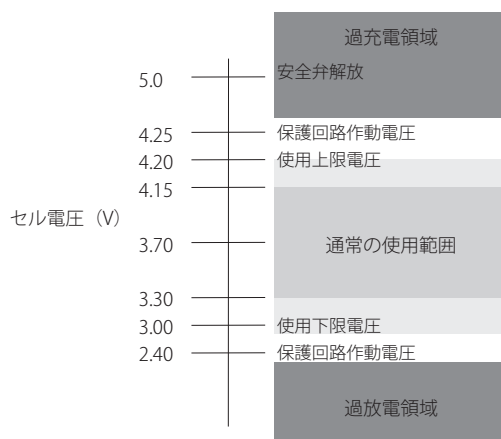 過充電領域
5.0 安全弁解放
4.25 保護回路作動電圧
4.20 使用上限電圧
4.15
セル電圧（V）
3.70 通常の使用範囲
3.30
3.00 使用下限電圧
2.40 保護回路作動電圧
過放電領域